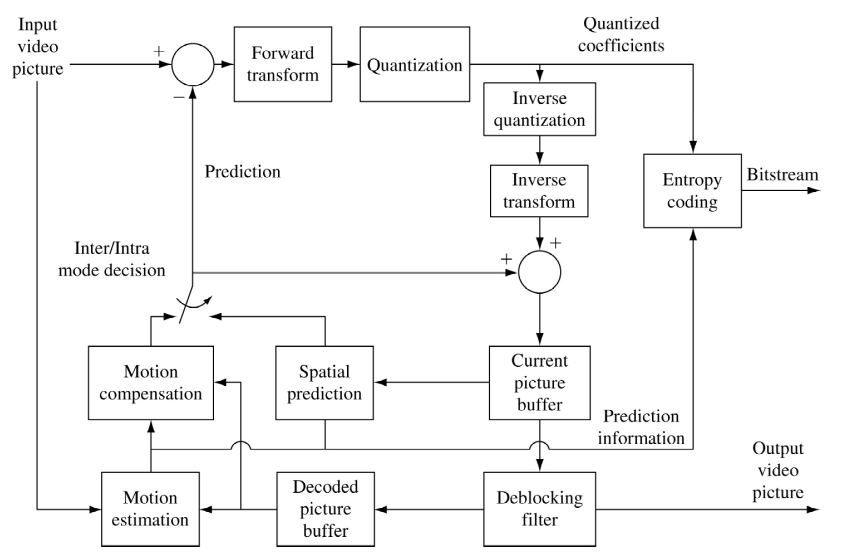 Input
video
picture
+
−
Forward
transform
Quantization
Quantized
coefficients
Inverse
quantization
Inverse
transform
Entropy
coding
Bitstream
Prediction
Inter/Intra
mode decision
+
+
Motion
compensation
Spatial
prediction
Current
picture
buffer
Prediction
information
Motion
estimation
Decoded
picture
buffer
Deblocking
filter
Output
video
picture